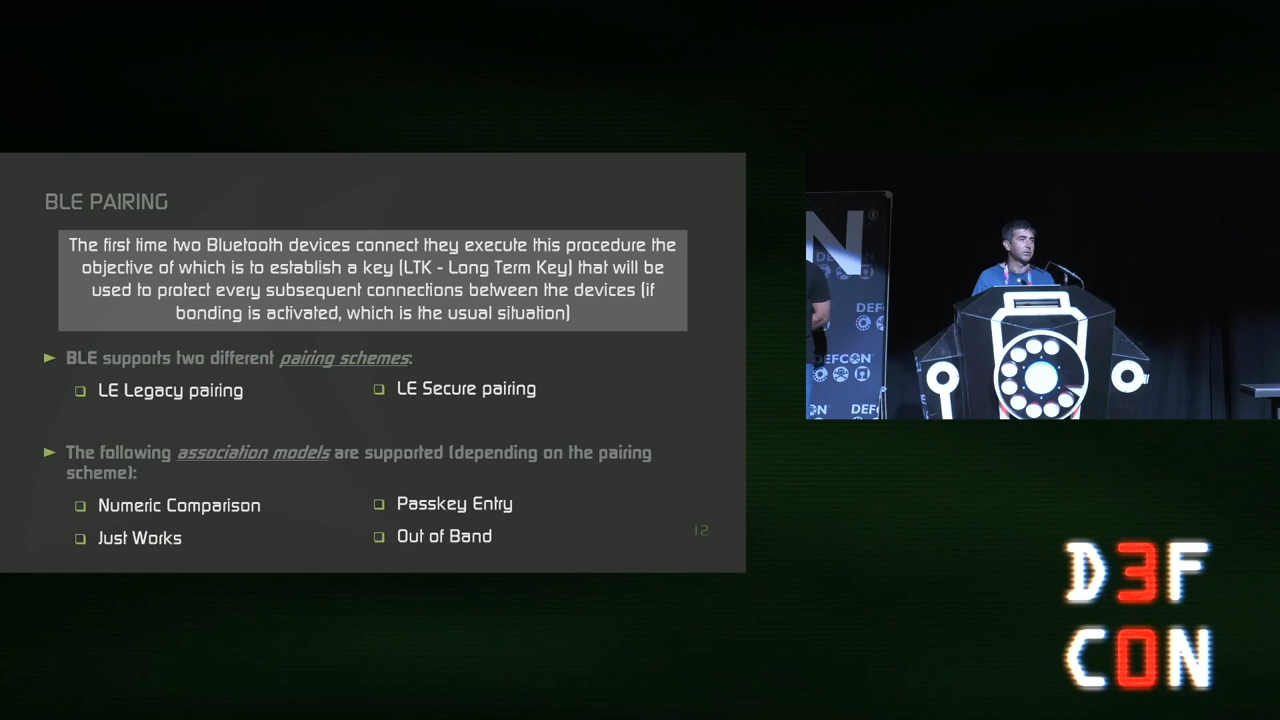 BLE PAIRING
The first time two Bluetooth devices connect they execute this procedure the
objective of which is to establish a key (LTK - Long Term Key) that will be
used to protect every subsequent connections between the devices (if
bonding is activated, which is the usual situation)
BLE supports two different pairing schemes:
LE Legacy pairing
LE Secure pairing
The following association models are supported (depending on the pairing
scheme):
Numeric Comparison
Passkey Entry
Just Works
Out of Band
12
N®
DEFCON
DEF
DEFCON
DEF
D3F
C0N